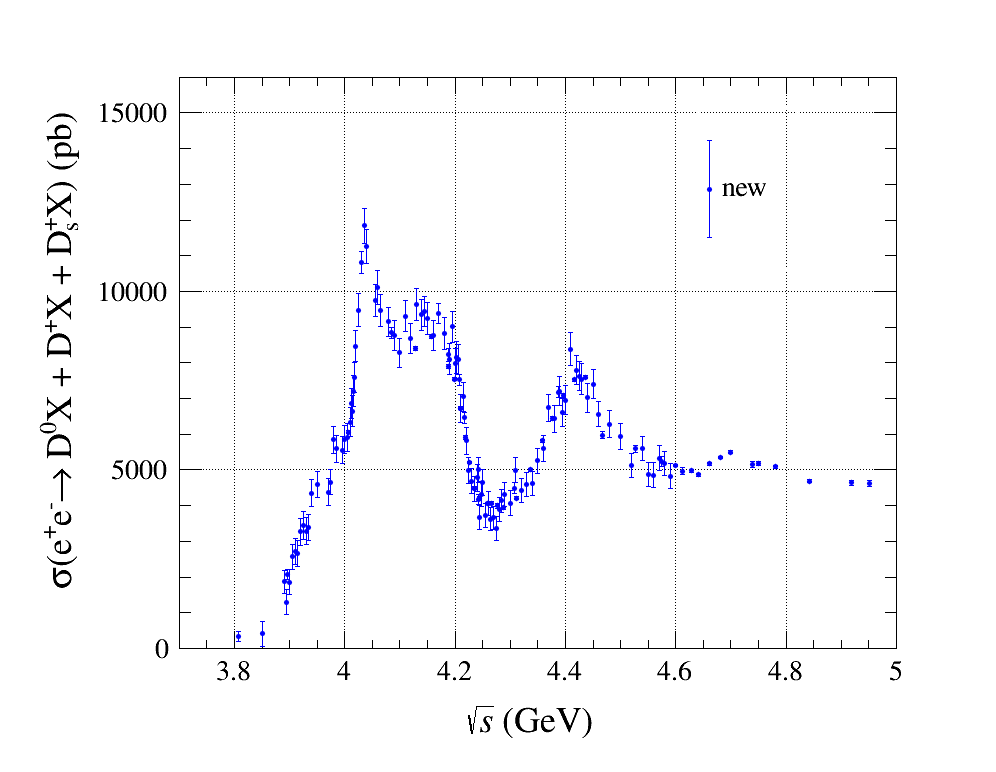 σ(e⁺e⁻→ D⁰X + D⁺X + Dₛ⁺X) (pb)
15000
new
10000
5000
0
3.8 4 4.2 4.4 4.6 4.8 5
√s (GeV)